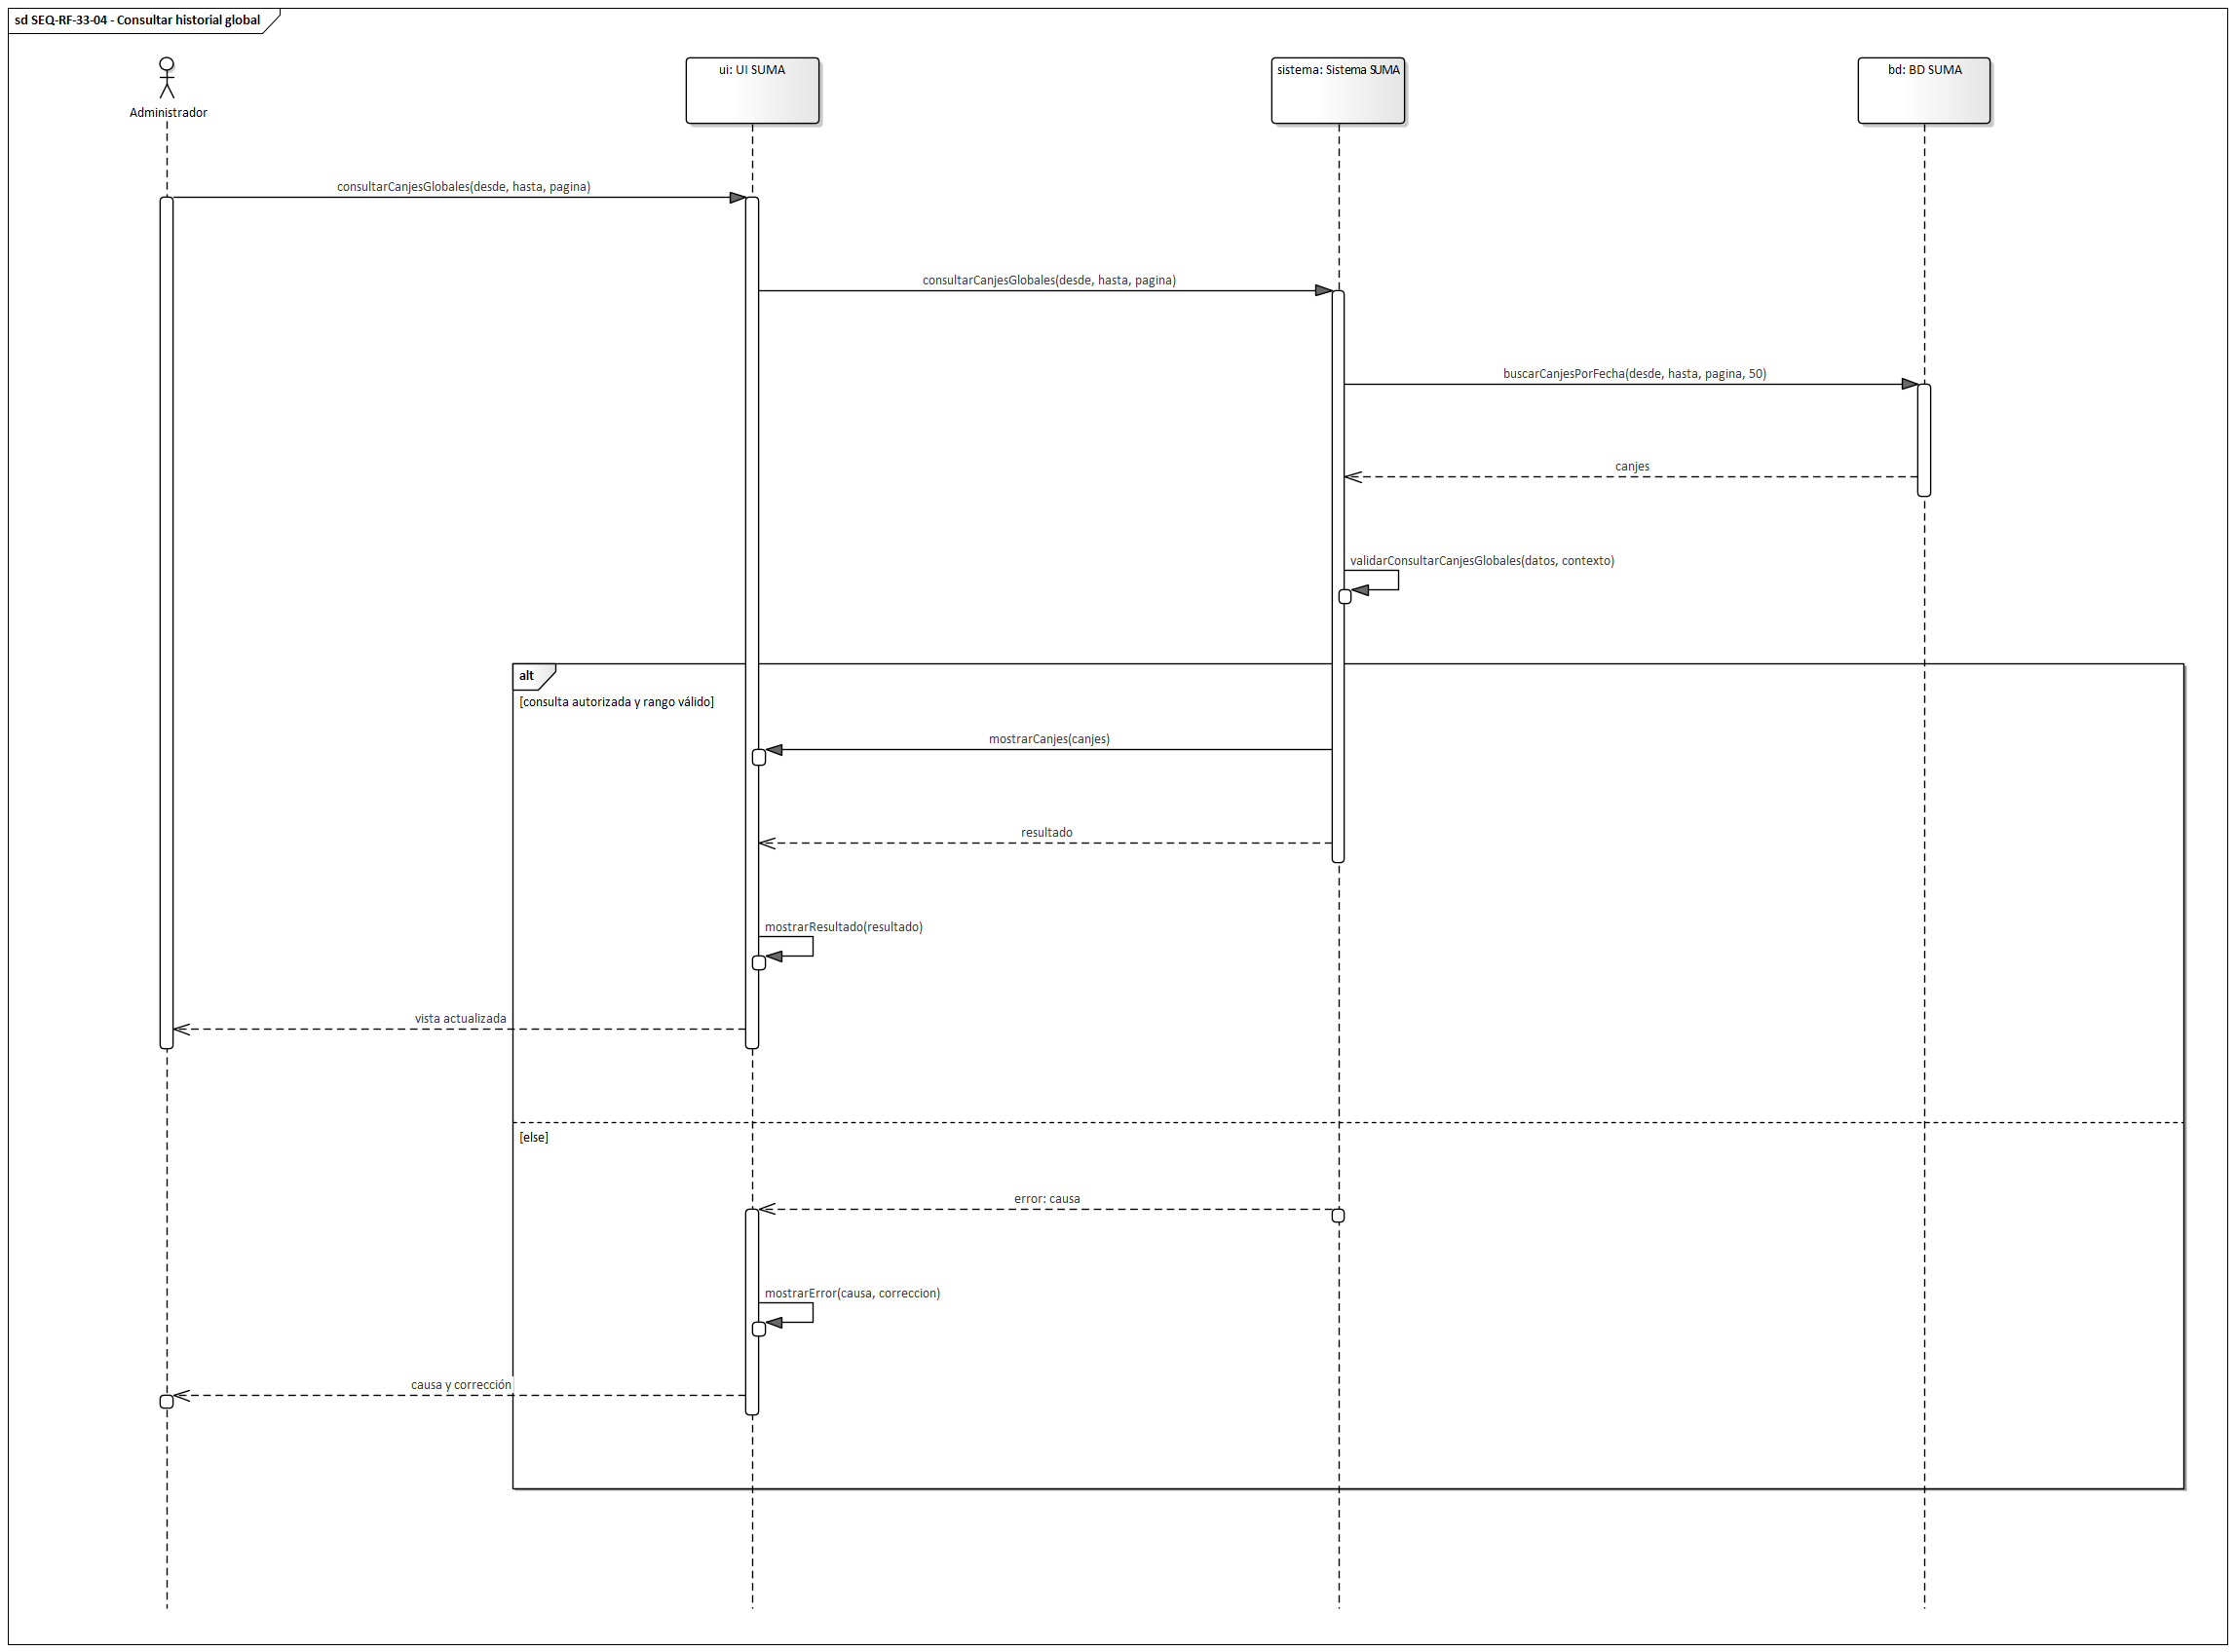 sd SEQ-RF-33-04 - Consultar historial global
Administrador
ui: UI SUMA
sistema: Sistema SUMA
bd: BD SUMA
consultarCanjesGlobales(desde, hasta, pagina)
consultarCanjesGlobales(desde, hasta, pagina)
buscarCanjesPorFecha(desde, hasta, pagina, 50)
canjes
validarConsultarCanjesGlobales(datos, contexto)
alt
[consulta autorizada y rango válido]
mostrarCanjes(canjes)
resultado
mostrarResultado(resultado)
vista actualizada
[else]
error: causa
mostrarError(causa, correccion)
causa y corrección